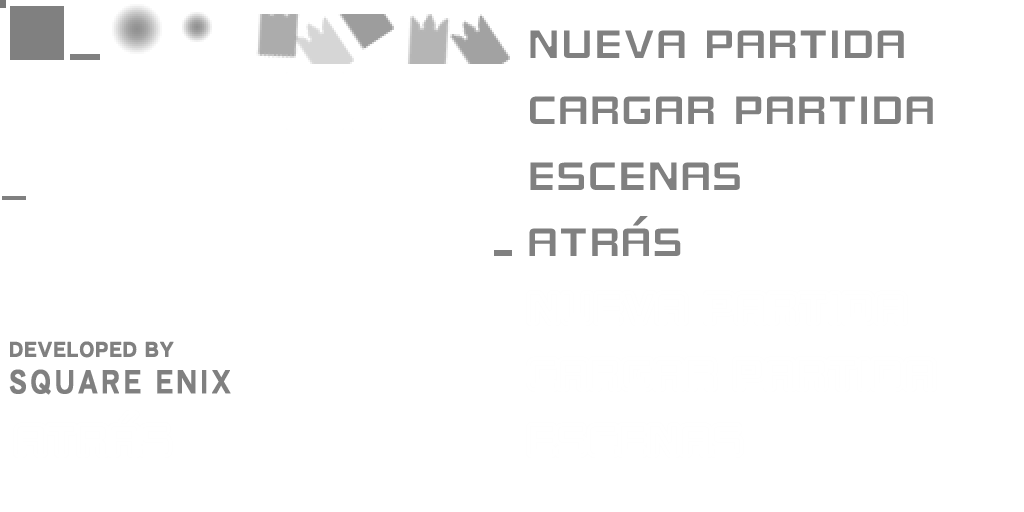 NUEVA PARTIDA
CARGAR PARTIDA
ESCENAS
ATRÁS
DEVELOPED BY
SQUARE ENIX